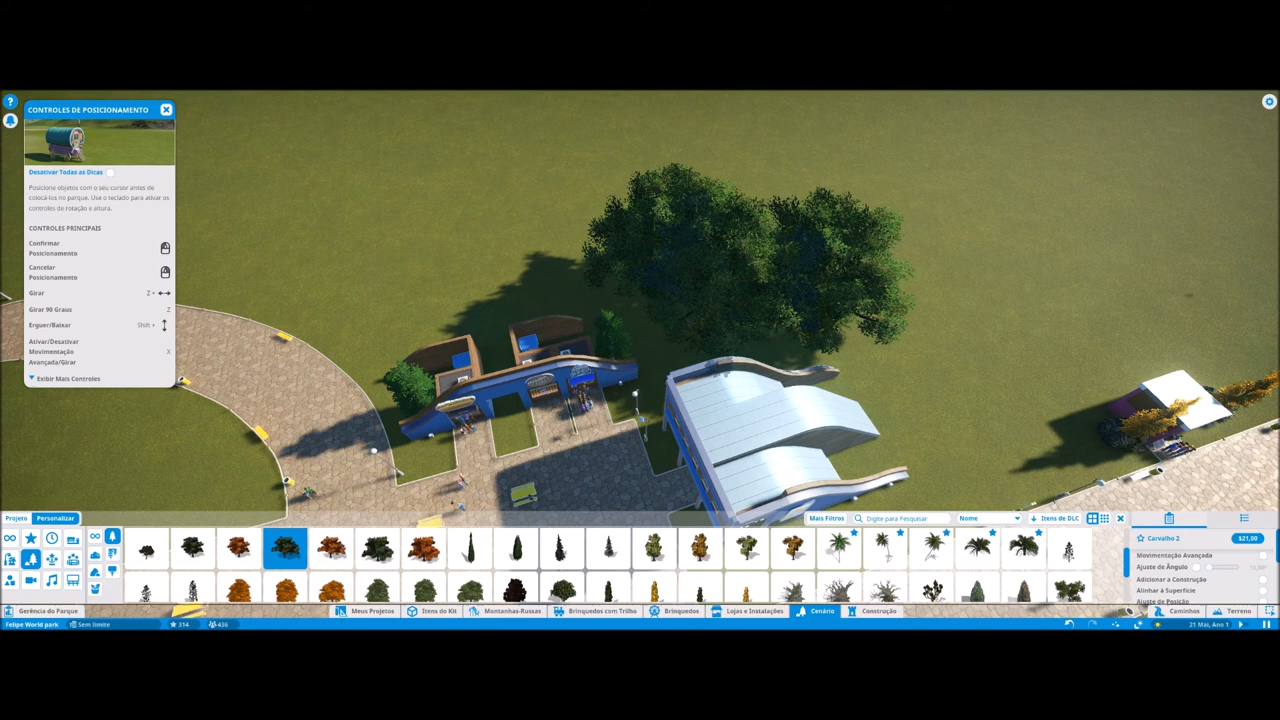 CONTROLES DE POSICIONAMENTO
Desativar Todas as Dicas
Posicione objetos com o seu cursor antes de
colocá-los no parque. Use o teclado para ativar os
controles de rotação e altura.
CONTROLES PRINCIPAIS
Confirmar
Posicionamento
Cancelar
Posicionamento
Girar Z +
Girar 90 Graus Z
Erguer/Baixar Shift +
Ativar/Desativar
Movimentação X
Avançada/Girar
Exibir Mais Controles
Projeto Personalizar
Mais Filtros Digite para Pesquisar Nome Itens de DLC
Carvalho 2 $21,00
Movimentação Avançada
Ajuste de Ângulo
Adicionar a Construção
Alinhar à Superfície
Ajuste de Posição
Gerência do Parque Meus Projetos Itens do Kit Montanhas-Russas Brinquedos com Trilho Brinquedos Lojas e Instalações Cenário Construção Caminhos Terreno
Felipe World park Sem limite 314 436 21 Mai, Ano 1